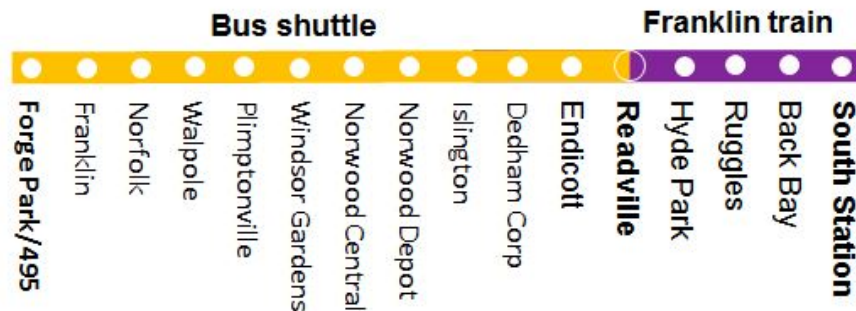 Bus shuttle
Franklin train
Forge Park/495
Franklin
Norfolk
Walpole
Plimptonville
Windsor Gardens
Norwood Central
Norwood Depot
Islington
Dedham Corp
Endicott
Readville
Hyde Park
Ruggles
Back Bay
South Station